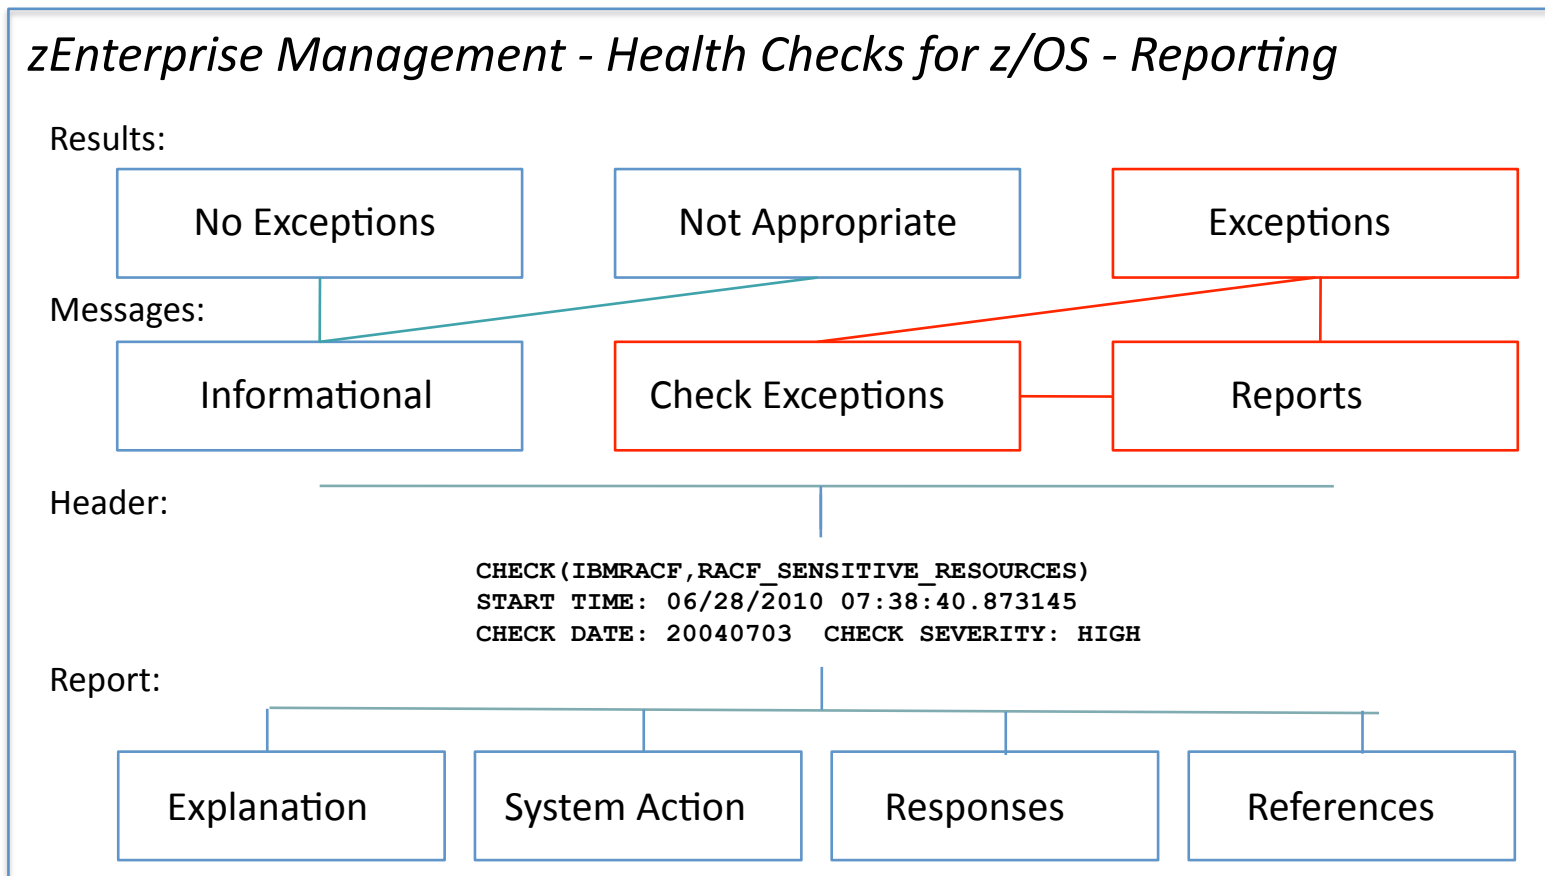 zEnterprise Management - Health Checks for z/OS - Reporting
Results:
No Exceptions
Not Appropriate
Exceptions
Messages:
Informational
Check Exceptions
Reports
Header:
CHECK(IBMRACF,RACF_SENSITIVE_RESOURCES)
START TIME: 06/28/2010 07:38:40.873145
CHECK DATE: 20040703  CHECK SEVERITY: HIGH
Report:
Explanation
System Action
Responses
References